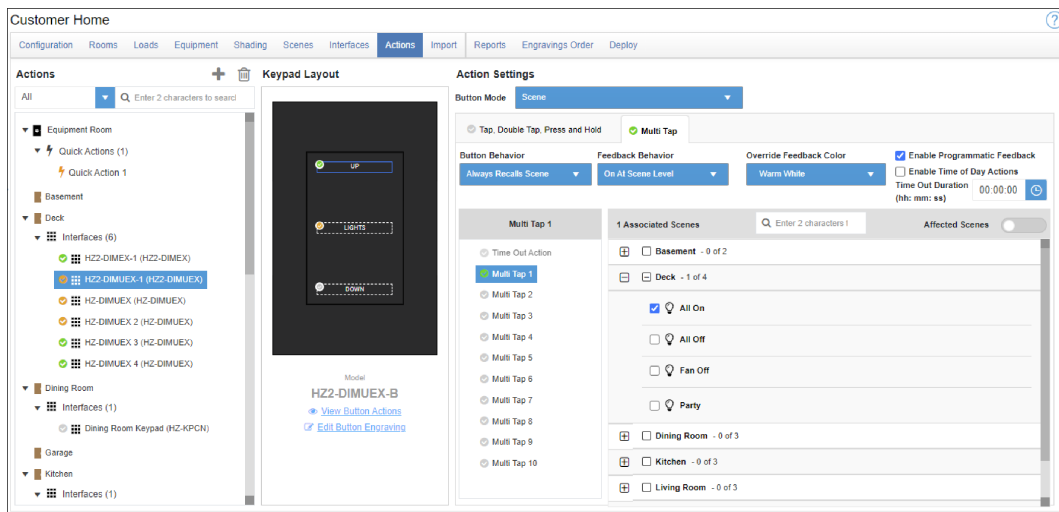 Customer Home
?
Configuration Rooms Loads Equipment Shading Scenes Interfaces Actions Import Reports Engravings Order Deploy
Actions
All
Enter 2 characters to searcl
Equipment Room
Quick Actions (1)
Quick Action 1
Basement
Deck
Interfaces (6)
HZ2-DIMEX-1 (HZ2-DIMEX)
HZ2-DIMUEX-1 (HZ2-DIMUEX)
HZ-DIMUEX (HZ-DIMUEX)
HZ-DIMUEX 2 (HZ-DIMUEX)
HZ-DIMUEX 3 (HZ-DIMUEX)
HZ-DIMUEX 4 (HZ-DIMUEX)
Dining Room
Interfaces (1)
Dining Room Keypad (HZ-KPCN)
Garage
Kitchen
Interfaces (1)
Keypad Layout
UP
LIGHTS
DOWN
Model
HZ2-DIMUEX-B
View Button Actions
Edit Button Engraving
Action Settings
Button Mode Scene
Tap, Double Tap, Press and Hold Multi Tap
Button Behavior Feedback Behavior Override Feedback Color Enable Programmatic Feedback
Always Recalls Scene On At Scene Level Warm White Enable Time of Day Actions
Time Out Duration
(hh: mm: ss) 00:00:00
Multi Tap 1
Time Out Action
Multi Tap 1
Multi Tap 2
Multi Tap 3
Multi Tap 4
Multi Tap 5
Multi Tap 6
Multi Tap 7
Multi Tap 8
Multi Tap 9
Multi Tap 10
1 Associated Scenes Enter 2 characters t Affected Scenes
Basement - 0 of 2
Deck - 1 of 4
All On
All Off
Fan Off
Party
Dining Room - 0 of 3
Kitchen - 0 of 3
Living Room - 0 of 3